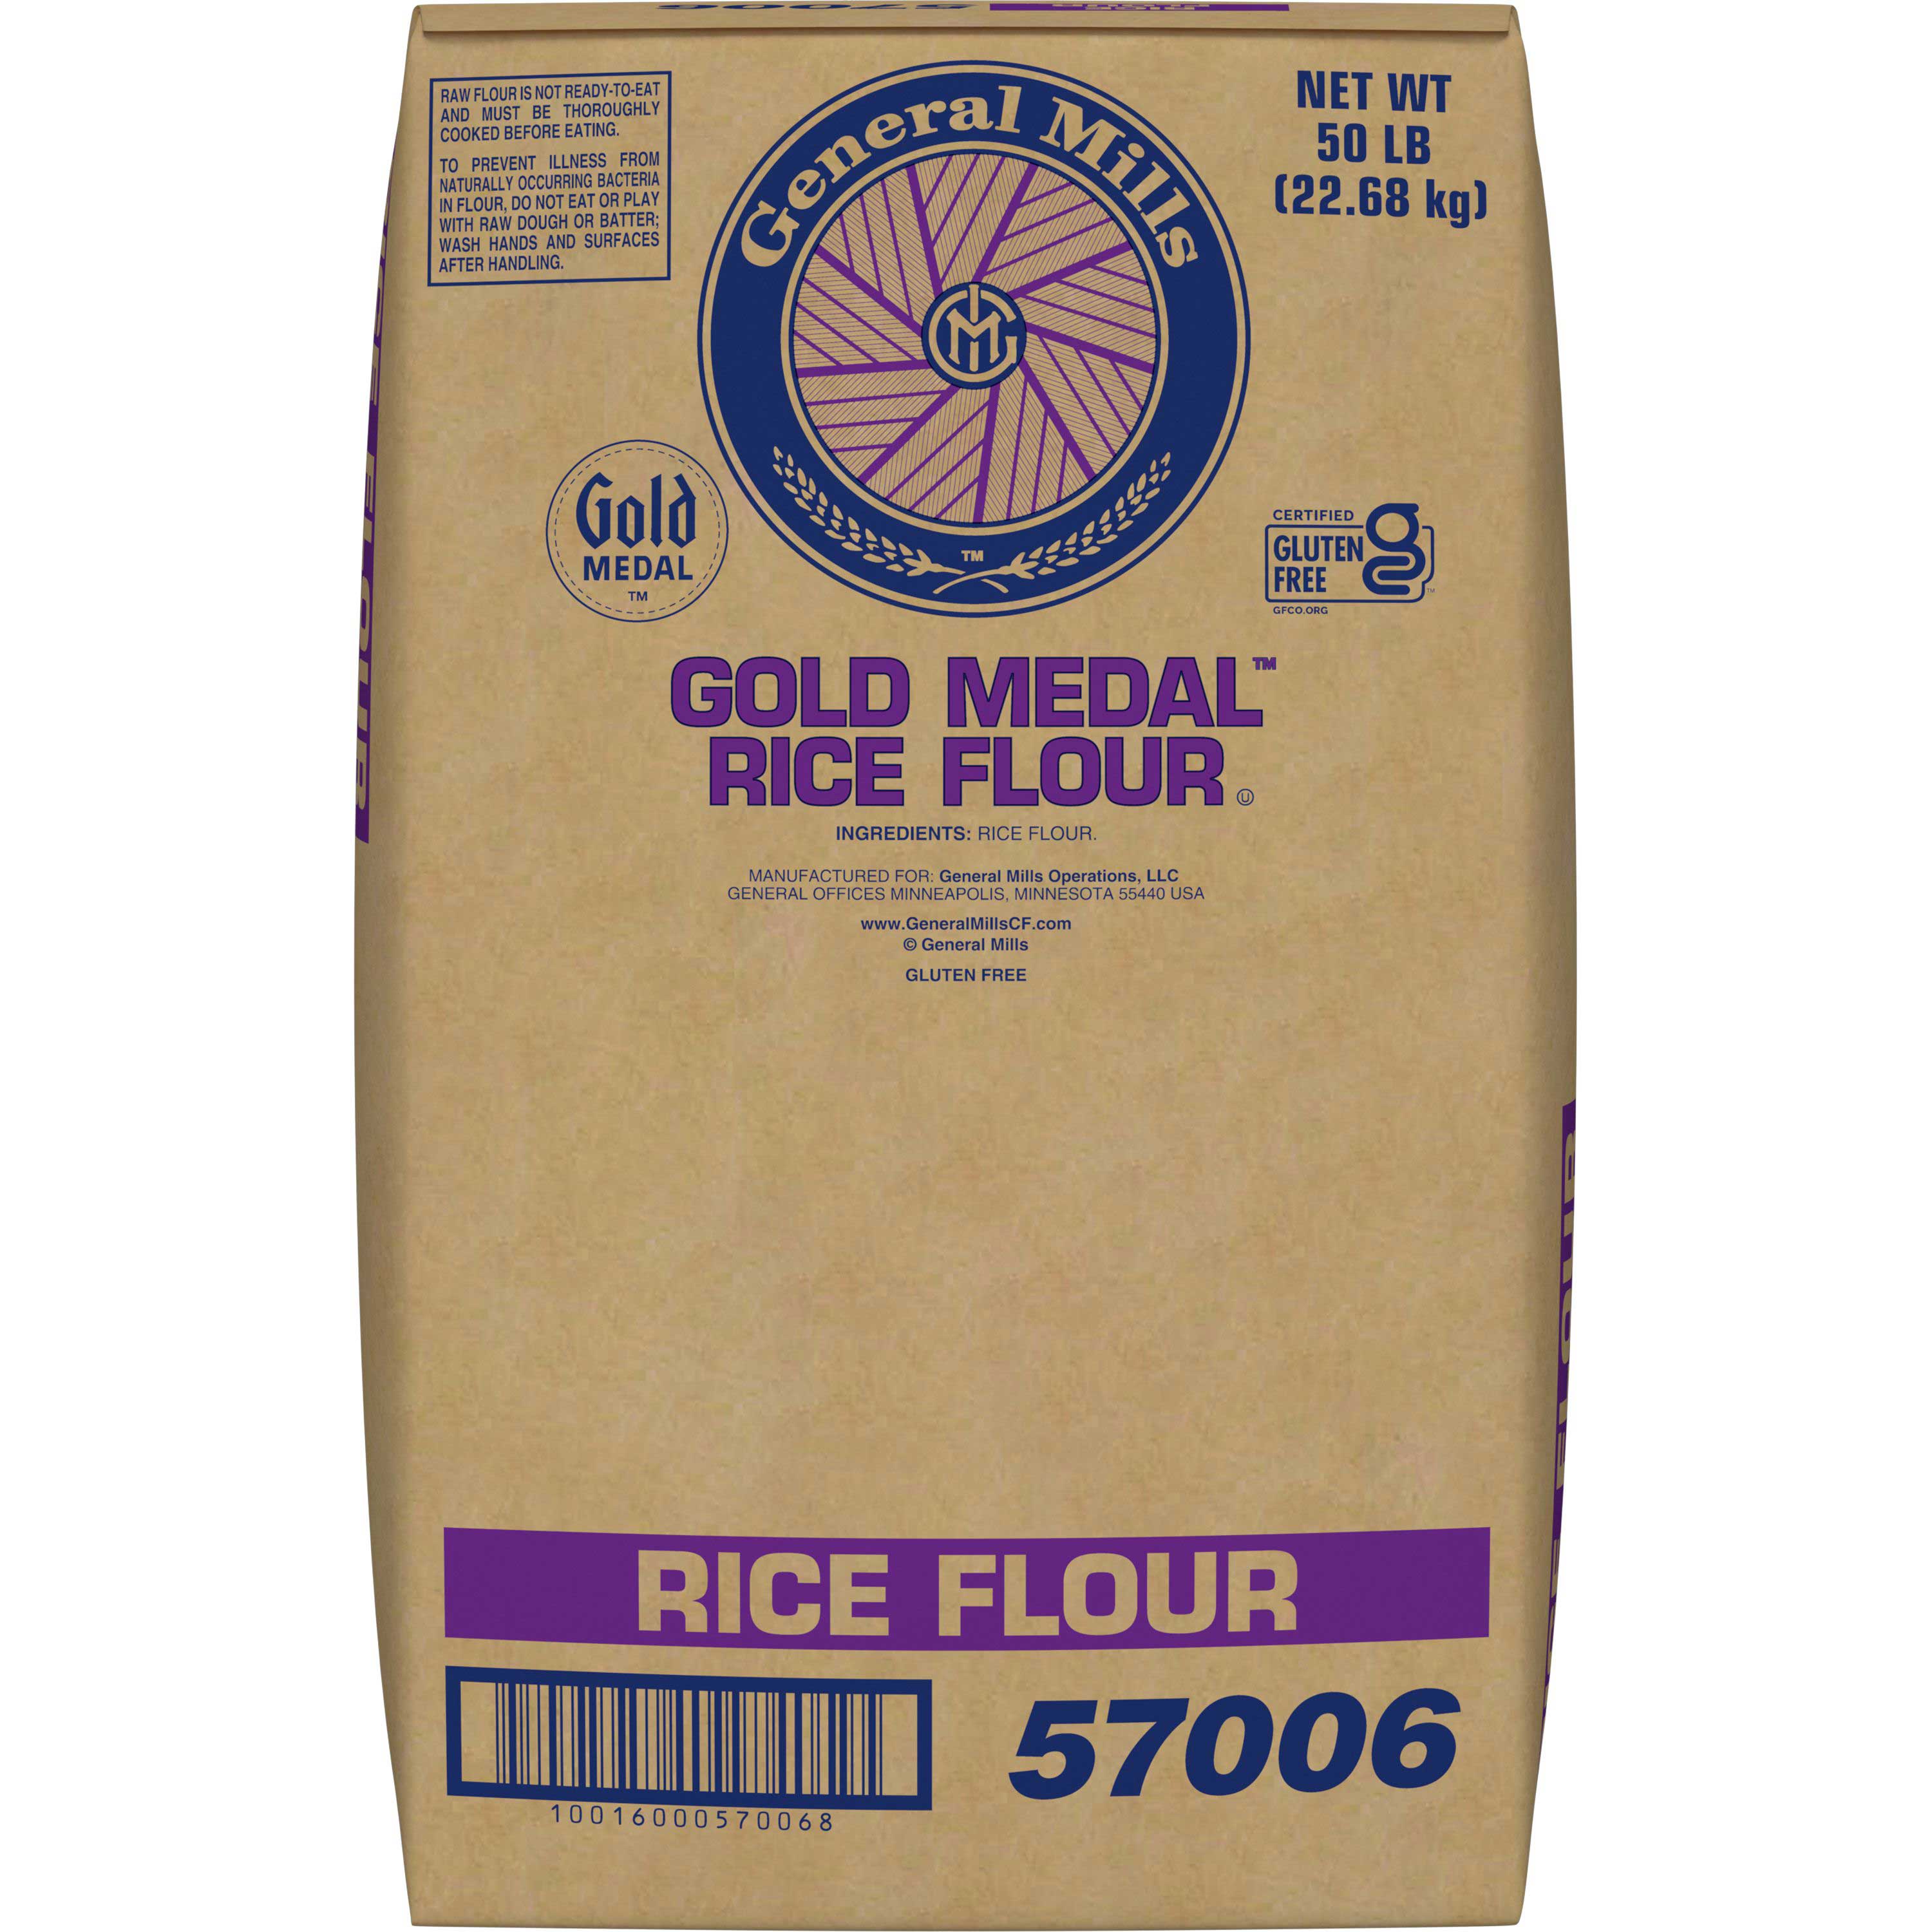 57006
RICE
FLOUR
RAW FLOUR IS NOT READY-TO-EAT
AND MUST BE THOROUGHLY
COOKED BEFORE EATING.
TO PREVENT ILLNESS FROM
NATURALLY OCCURRING BACTERIA
IN FLOUR, DO NOT EAT OR PLAY
WITH RAW DOUGH OR BATTER;
WASH HANDS AND SURFACES
AFTER HANDLING.
General Mills
GM
TM
NET WT
50 LB
(22.68 kg)
Gold
MEDAL
TM
CERTIFIED
GLUTEN
FREE
TM
GFCO.ORG
GOLD MEDAL™
RICE FLOUR Ⓤ
INGREDIENTS: RICE FLOUR.
MANUFACTURED FOR: General Mills Operations, LLC
GENERAL OFFICES MINNEAPOLIS, MINNESOTA 55440 USA
www.GeneralMillsCF.com
© General Mills
GLUTEN FREE
RICE FLOUR
10016000570068
57006